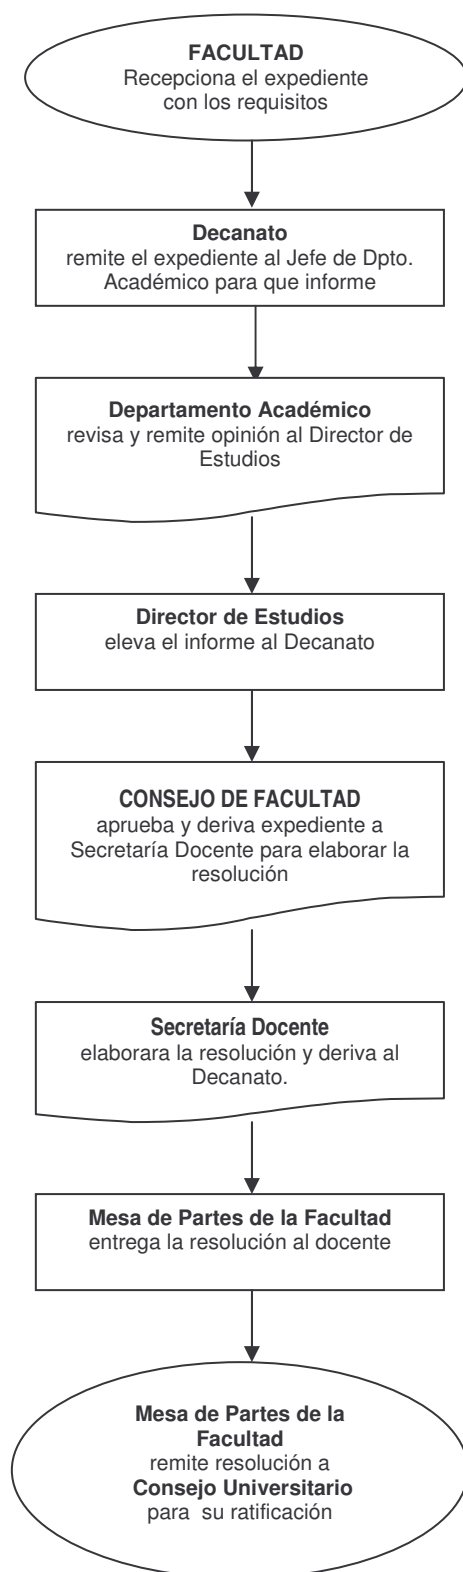 FACULTAD
Recepciona el expediente
con los requisitos
Decanato
remite el expediente al Jefe de Dpto.
Académico para que informe
Departamento Académico
revisa y remite opinión al Director de
Estudios
Director de Estudios
eleva el informe al Decanato
CONSEJO DE FACULTAD
aprueba y deriva expediente a
Secretaría Docente para elaborar la
resolución
Secretaría Docente
elaborara la resolución y deriva al
Decanato.
Mesa de Partes de la Facultad
entrega la resolución al docente
Mesa de Partes de la
Facultad
remite resolución a
Consejo Universitario
para su ratificación